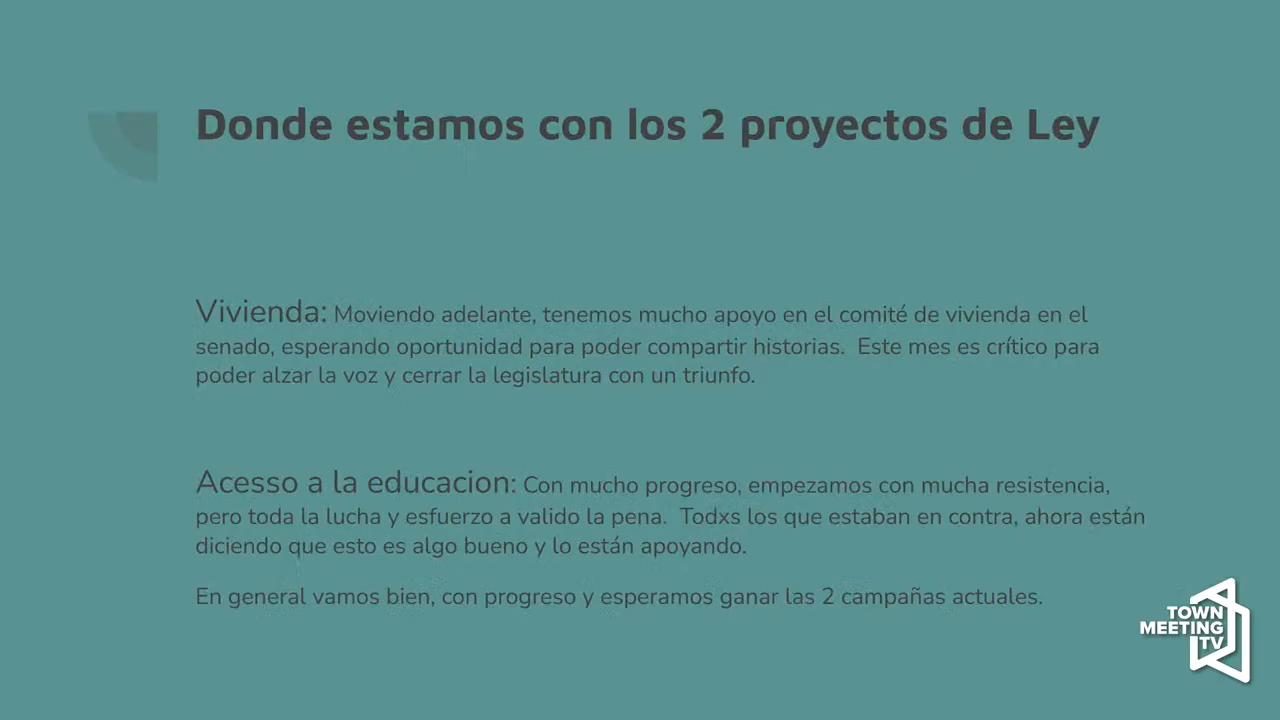 Donde estamos con los 2 proyectos de Ley
Vivienda: Moviendo adelante, tenemos mucho apoyo en el comité de vivienda en el
senado, esperando oportunidad para poder compartir historias.  Este mes es crítico para
poder alzar la voz y cerrar la legislatura con un triunfo.
Acesso a la educacion: Con mucho progreso, empezamos con mucha resistencia,
pero toda la lucha y esfuerzo a valido la pena.  Todxs los que estaban en contra, ahora están
diciendo que esto es algo bueno y lo están apoyando.
En general vamos bien, con progreso y esperamos ganar las 2 campañas actuales.
TOWN
MEETING
TV